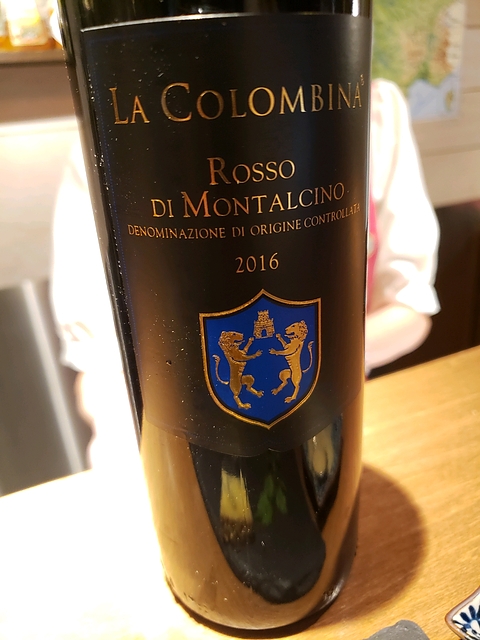 LA COLOMBINA
ROSSO
DI MONTALCINO
DENOMINAZIONE DI ORIGINE CONTROLLATA
2016